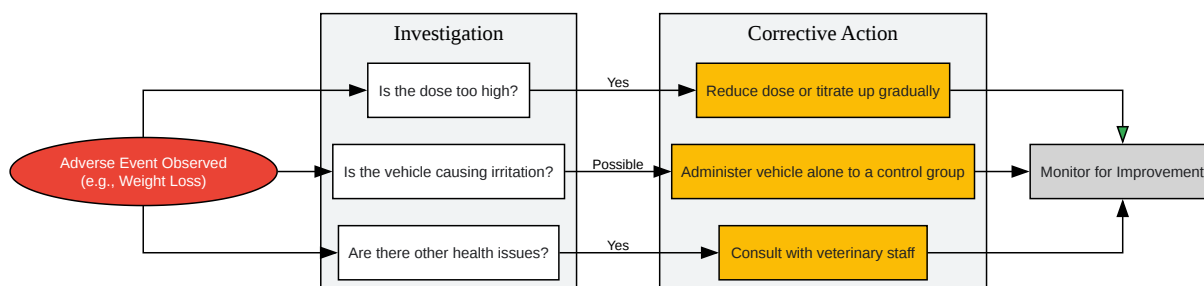 Investigation
Corrective Action
Is the dose too high?
Yes
Reduce dose or titrate up gradually
Adverse Event Observed
(e.g., Weight Loss)
Is the vehicle causing irritation?
Possible
Administer vehicle alone to a control group
Monitor for Improvement
Are there other health issues?
Yes
Consult with veterinary staff